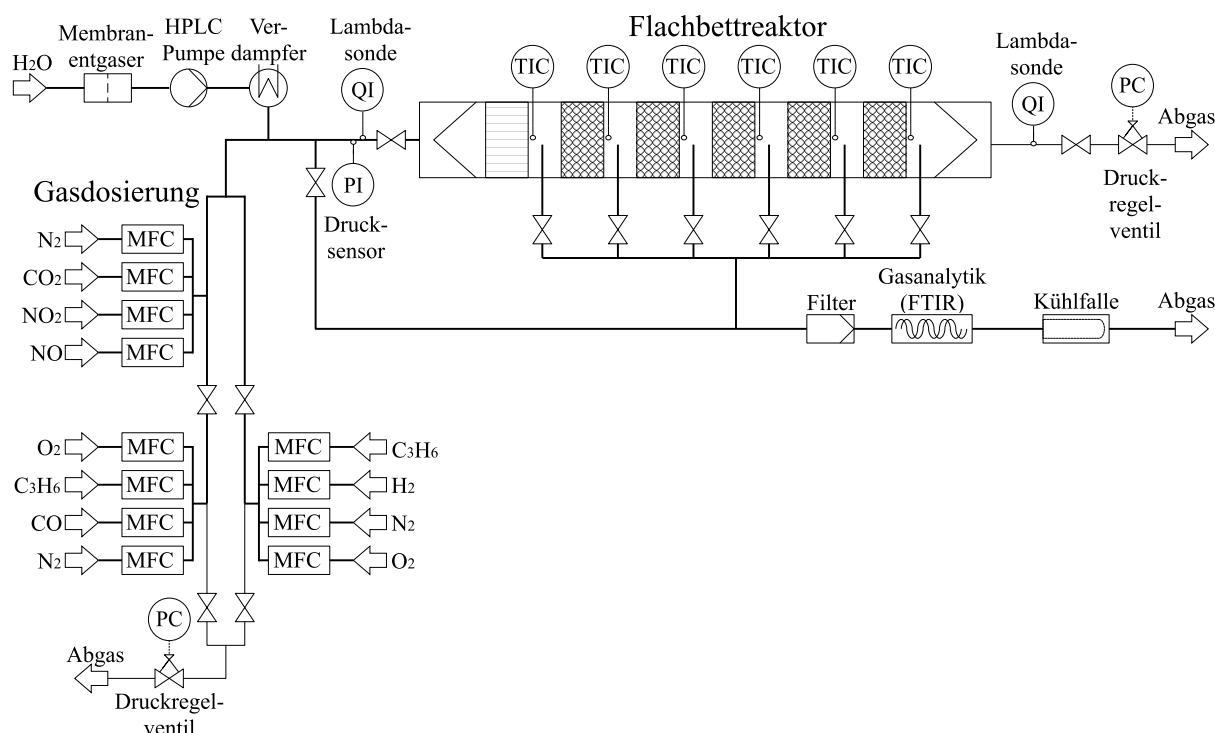 H2O
Membran-
entgaser
HPLC
Pumpe
Ver-
dampfer
Lambda-
sonde
QI
Flachbettreaktor
TIC
TIC
TIC
TIC
TIC
TIC
Lambda-
sonde
QI
PC
Abgas
Druck-
regel-
ventil
PI
Druck-
sensor
Gasdosierung
N2
MFC
CO2
MFC
NO2
MFC
NO
MFC
Filter
Gasanalytik
(FTIR)
Kühlfalle
Abgas
O2
MFC
MFC
C3H6
C3H6
MFC
MFC
H2
CO
MFC
MFC
N2
N2
MFC
MFC
O2
PC
Abgas
Druckregel-
ventil